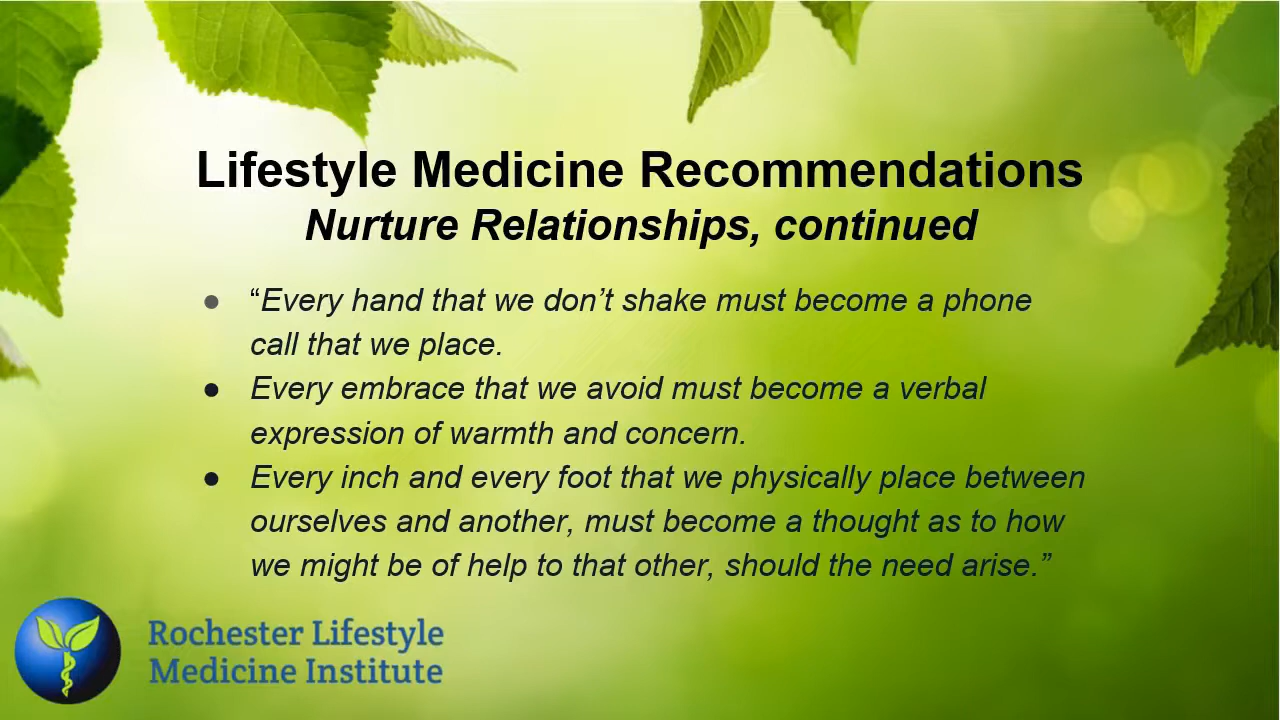 Lifestyle Medicine Recommendations
Nurture Relationships, continued
● “Every hand that we don’t shake must become a phone
call that we place.
● Every embrace that we avoid must become a verbal
expression of warmth and concern.
● Every inch and every foot that we physically place between
ourselves and another, must become a thought as to how
we might be of help to that other, should the need arise.”
Rochester Lifestyle
Medicine Institute